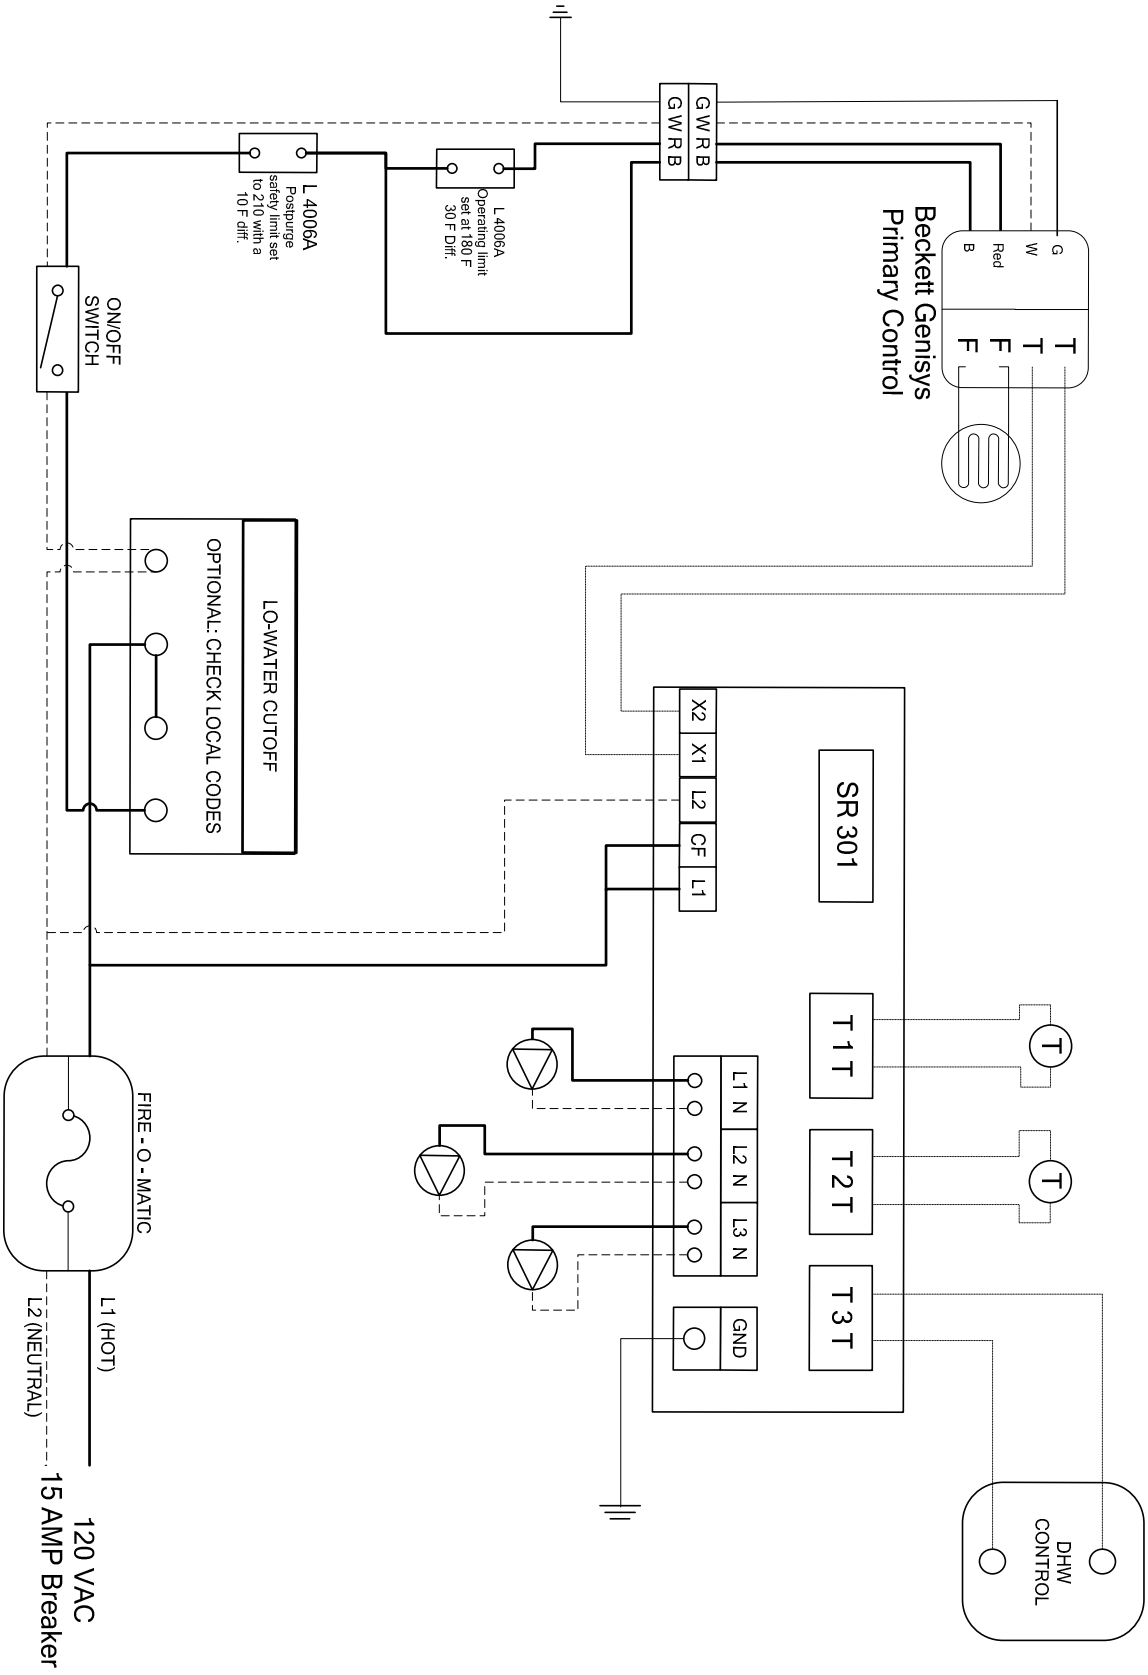 120 VAC
15 AMP Breaker
L1 (HOT)
L2 (NEUTRAL)
FIRE - O - MATIC
LO-WATER CUTOFF
OPTIONAL: CHECK LOCAL CODES
ON/OFF
SWITCH
L 4006A
Postpurge
safety limit set
to 210 with a
10 F diff.
L 4006A
Operating limit
set at 180 F
30 F Diff.
G W R B
G W R B
Beckett Genisys
Primary Control
G
W
Red
B
T
T
F
F
SR 301
X2
X1
L2
CF
L1
T 1 T
T 2 T
T 3 T
T
T
L1 N
L2 N
L3 N
GND
DHW
CONTROL